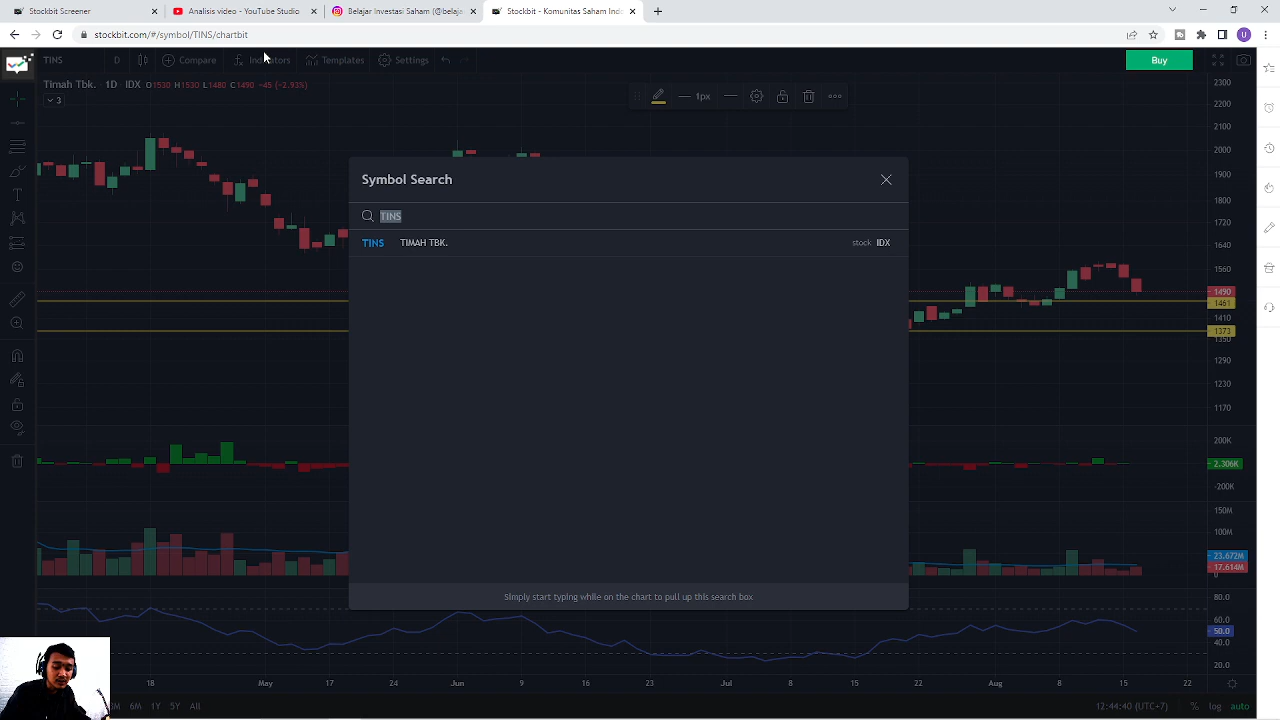 Stockbit Screener
Analisis video - YouTube Studio
Belajar Investasi Saham (@Belaja
Stockbit - Komunitas Saham Indo
stockbit.com/#/symbol/TINS/chartbit
U
TINS
D
Compare
Indicators
Templates
Settings
Buy
Timah Tbk. · 1D · IDX O1530 H1530 L1480 C1490 −45 (−2.93%)
3
1px
Symbol Search
TINS
TINS TIMAH TBK. stock IDX
Simply start typing while on the chart to pull up this search box
2300
2200
2100
2000
1900
1800
1720
1640
1560
1490
1461
1410
1373
1350
1290
1230
1170
200K
2.306K
-200K
150M
100M
23.672M
17.614M
0
80.0
60.0
50.0
40.0
20.0
18 May 17 24 Jun 9 16 23 Jul 8 15 22 Aug 8 15 22
3M 6M 1Y 5Y All
12:44:40 (UTC+7) % log auto